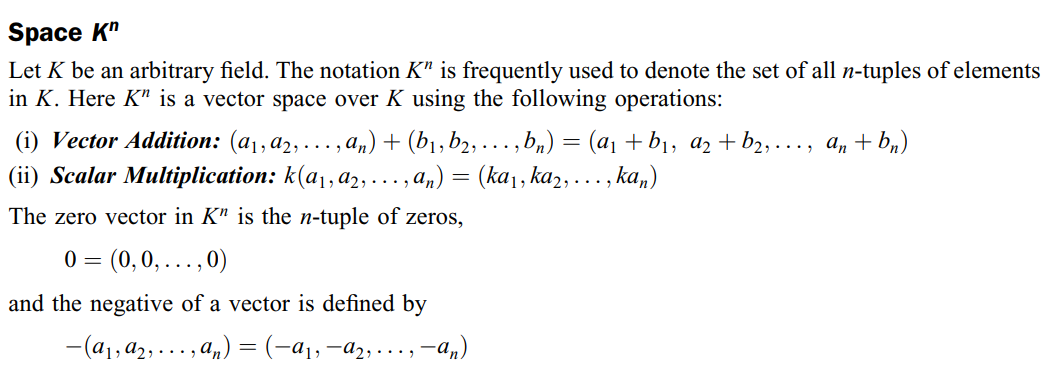 Space Kⁿ
Let K be an arbitrary field. The notation Kⁿ is frequently used to denote the set of all n-tuples of elements
in K. Here Kⁿ is a vector space over K using the following operations:
(i) Vector Addition: (a₁, a₂, . . . , aₙ) + (b₁, b₂, . . . , bₙ) = (a₁ + b₁, a₂ + b₂, . . . , aₙ + bₙ)
(ii) Scalar Multiplication: k(a₁, a₂, . . . , aₙ) = (ka₁, ka₂, . . . , kaₙ)
The zero vector in Kⁿ is the n-tuple of zeros,
0 = (0, 0, . . . , 0)
and the negative of a vector is defined by
−(a₁, a₂, . . . , aₙ) = (−a₁, −a₂, . . . , −aₙ)